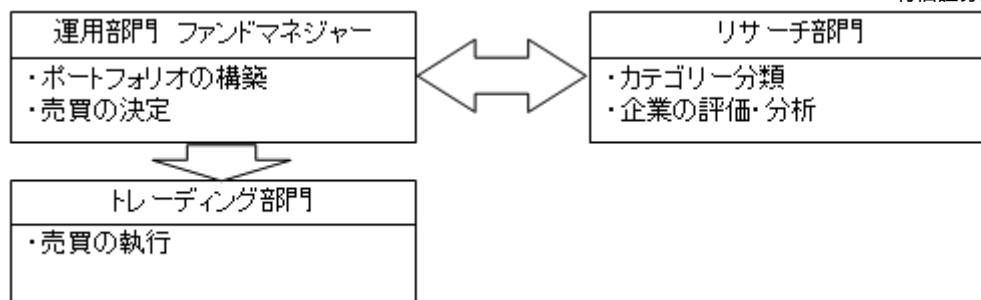 運用部門 ファンドマネジャー
・ポートフォリオの構築
・売買の決定
リサーチ部門
・カテゴリー分類
・企業の評価・分析
トレーディング部門
・売買の執行